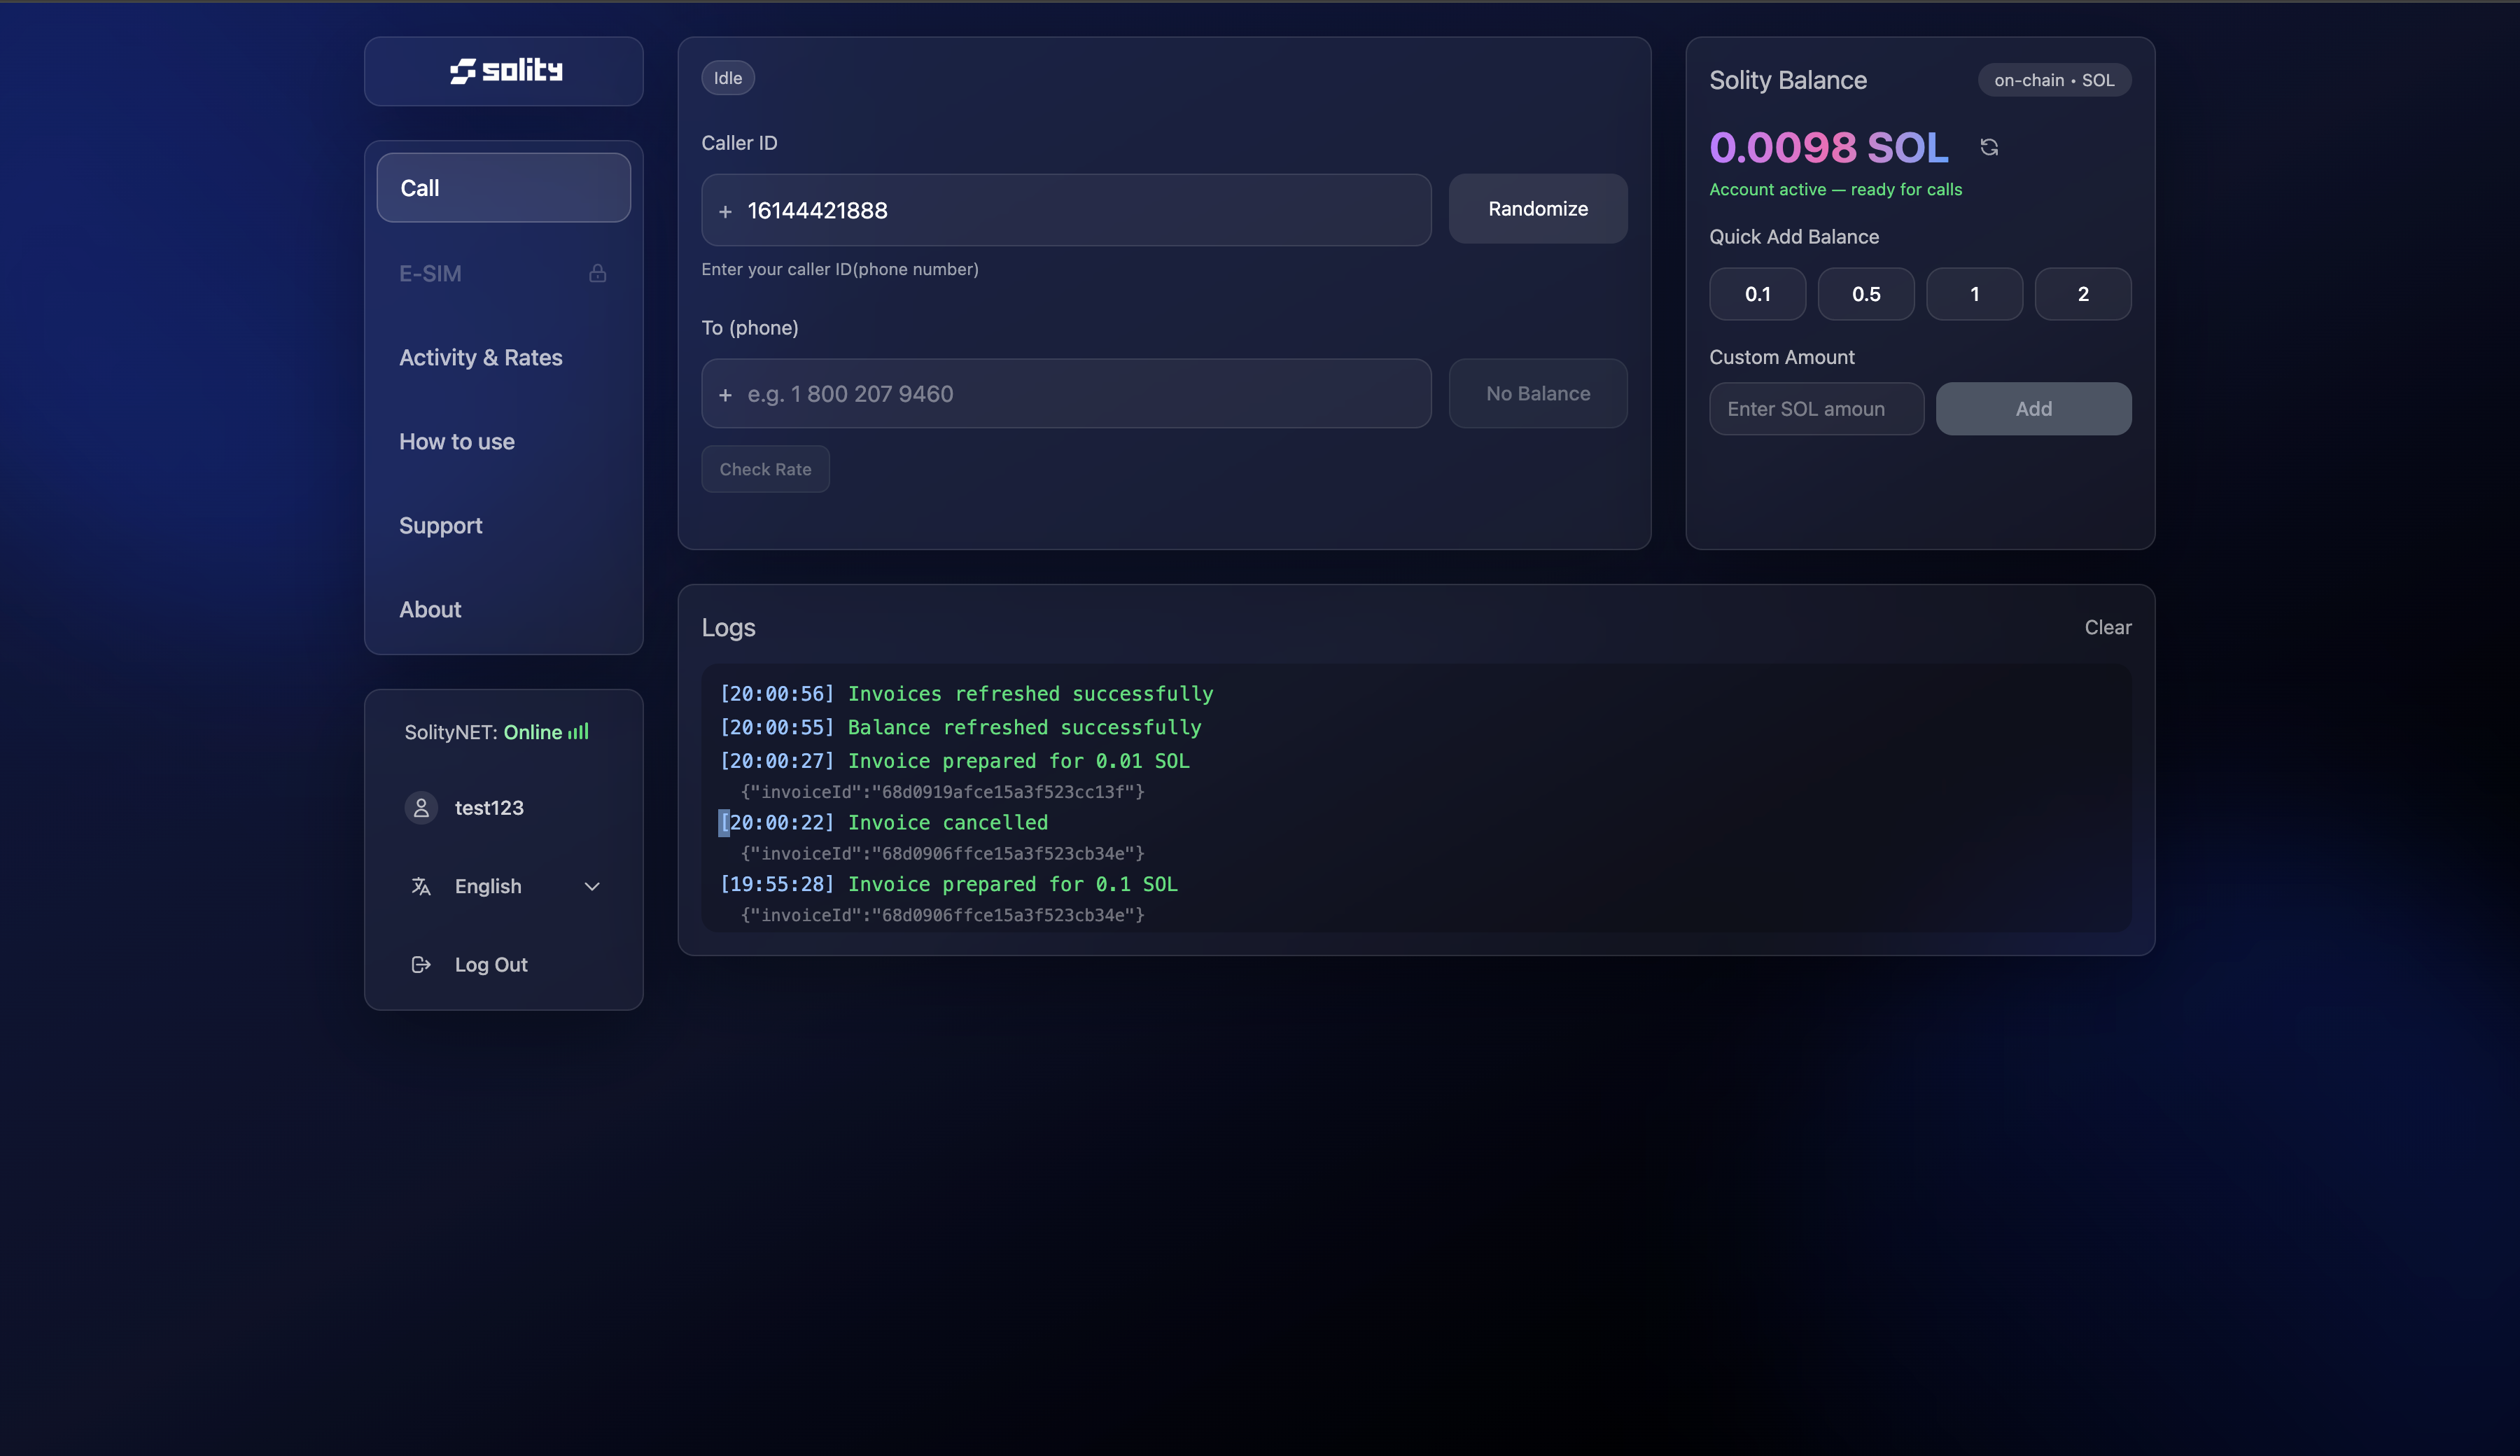 solity
Call
E-SIM
Activity & Rates
How to use
Support
About
SolityNET: Online
test123
English
Log Out
Idle
Caller ID
+ 16144421888
Randomize
Enter your caller ID(phone number)
To (phone)
+ e.g. 1 800 207 9460
No Balance
Check Rate
Solity Balance
on-chain • SOL
0.0098 SOL
Account active — ready for calls
Quick Add Balance
0.1 0.5 1 2
Custom Amount
Enter SOL amoun
Add
Logs
Clear
[20:00:56] Invoices refreshed successfully
[20:00:55] Balance refreshed successfully
[20:00:27] Invoice prepared for 0.01 SOL
{"invoiceId":"68d0919afce15a3f523cc13f"}
[20:00:22] Invoice cancelled
{"invoiceId":"68d0906ffce15a3f523cb34e"}
[19:55:28] Invoice prepared for 0.1 SOL
{"invoiceId":"68d0906ffce15a3f523cb34e"}